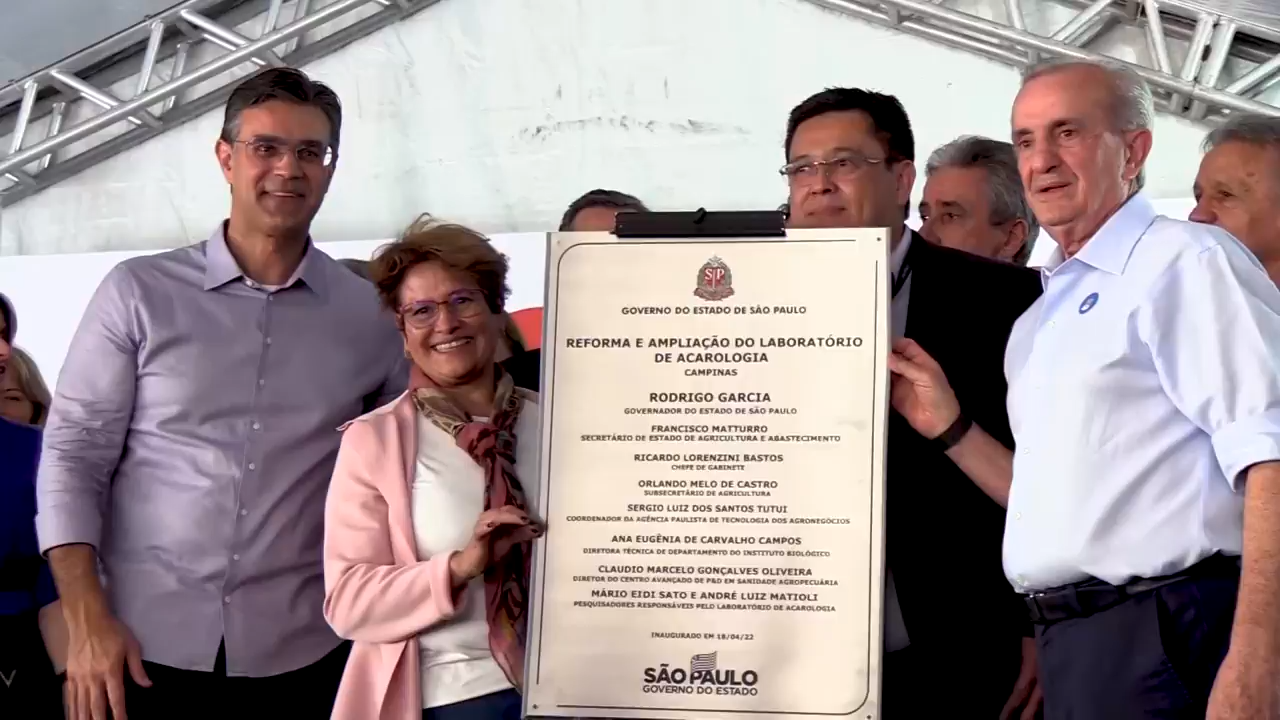 SP
GOVERNO DO ESTADO DE SÃO PAULO
REFORMA E AMPLIAÇÃO DO LABORATÓRIO
DE ACAROLOGIA
CAMPINAS
RODRIGO GARCIA
GOVERNADOR DO ESTADO DE SÃO PAULO
FRANCISCO MATTURRO
SECRETÁRIO DE ESTADO DE AGRICULTURA E ABASTECIMENTO
RICARDO LORENZINI BASTOS
CHEFE DE GABINETE
ORLANDO MELO DE CASTRO
SUBSECRETÁRIO DE AGRICULTURA
SERGIO LUIZ DOS SANTOS TUTUI
COORDENADOR DA AGÊNCIA PAULISTA DE TECNOLOGIA DOS AGRONEGÓCIOS
ANA EUGÊNIA DE CARVALHO CAMPOS
DIRETORA TÉCNICA DE DEPARTAMENTO DO INSTITUTO BIOLÓGICO
CLAUDIO MARCELO GONÇALVES OLIVEIRA
DIRETOR DO CENTRO AVANÇADO DE P&D EM SANIDADE AGROPECUÁRIA
MÁRIO EIDI SATO E ANDRÉ LUIZ MATIOLI
PESQUISADORES RESPONSÁVEIS PELO LABORATÓRIO DE ACAROLOGIA
INAUGURADO EM 18/04/22
SÃO PAULO
GOVERNO DO ESTADO